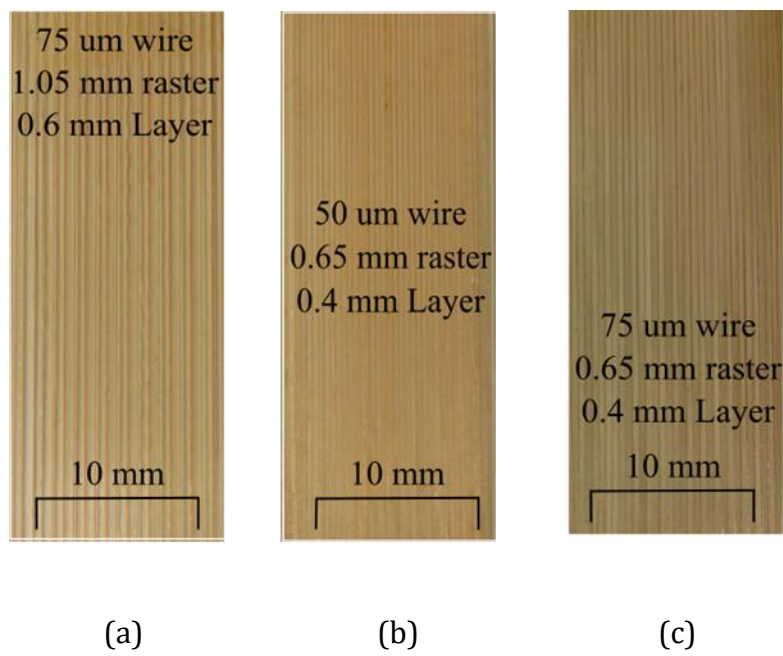 75 um wire
1.05 mm raster
0.6 mm Layer
10 mm
50 um wire
0.65 mm raster
0.4 mm Layer
10 mm
75 um wire
0.65 mm raster
0.4 mm Layer
10 mm
(a)
(b)
(c)